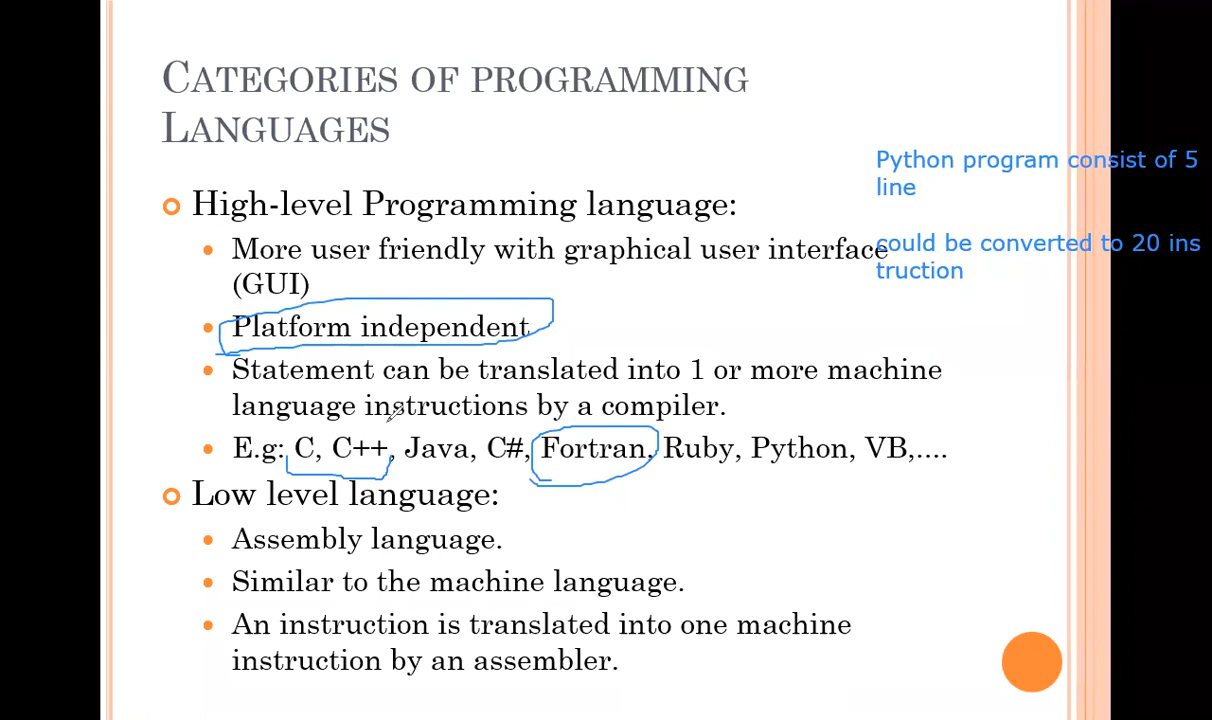 CATEGORIES OF PROGRAMMING
LANGUAGES
High-level Programming language:
More user friendly with graphical user interface
(GUI)
Platform independent
Statement can be translated into 1 or more machine
language instructions by a compiler.
E.g: C, C++, Java, C#, Fortran, Ruby, Python, VB,....
Low level language:
Assembly language.
Similar to the machine language.
An instruction is translated into one machine
instruction by an assembler.
Python program consist of 5
line
could be converted to 20 ins
truction